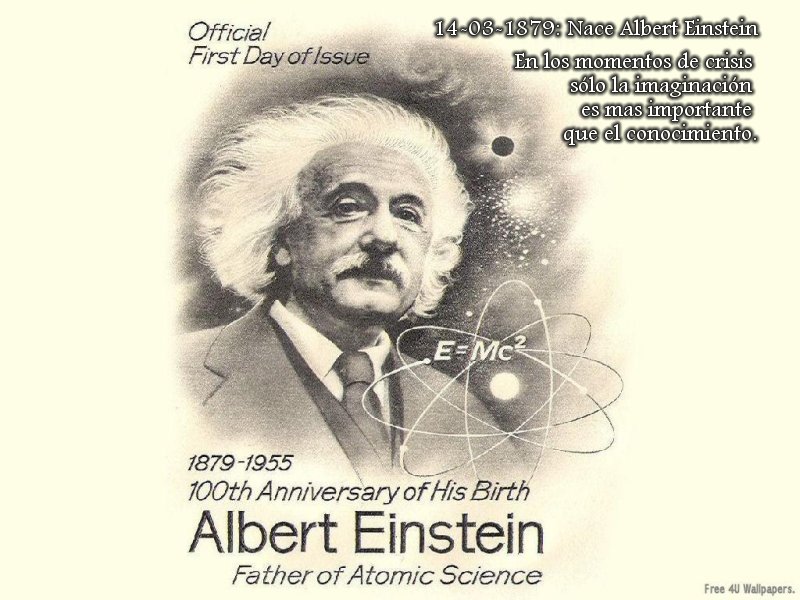 Official
First Day of Issue
14-03-1879: Nace Albert Einstein
En los momentos de crisis
sólo la imaginación
es mas importante
que el conocimiento.
E=Mc²
1879-1955
100th Anniversary of His Birth
Albert Einstein
Father of Atomic Science
Free 4U Wallpapers.